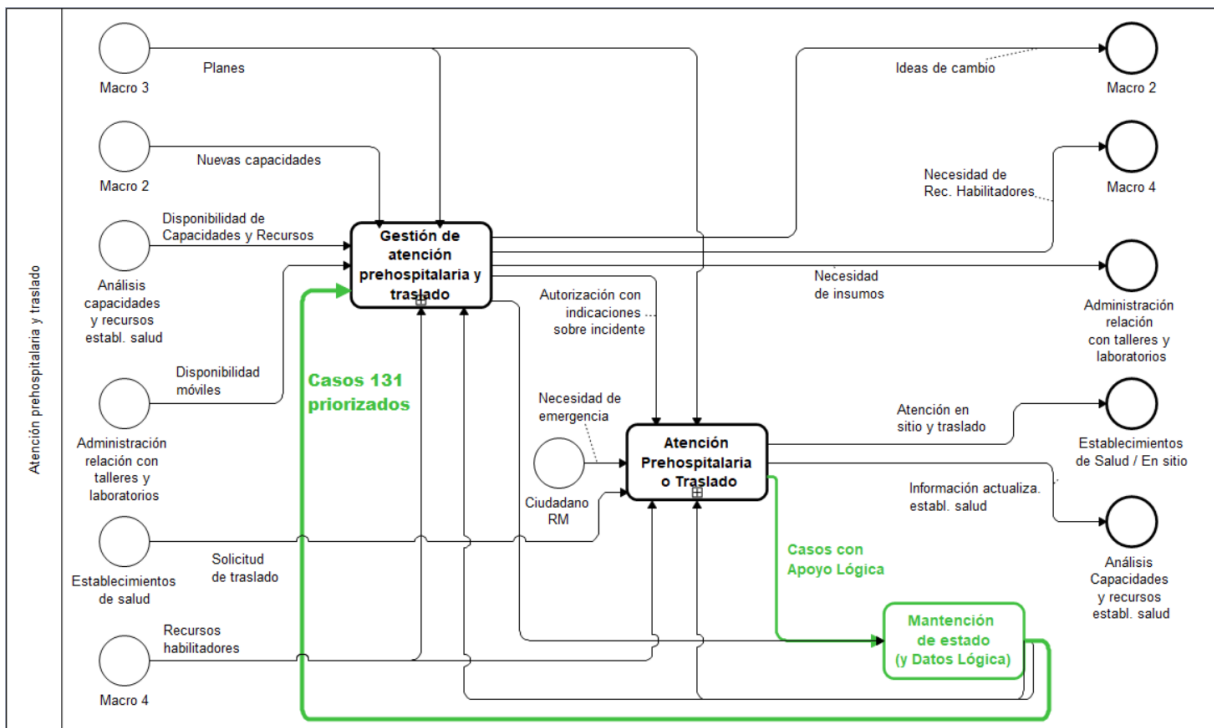 Atención prehospitalaria y traslado
Macro 3
Planes
Macro 2
Nuevas capacidades
Análisis
capacidades
y recursos
establ. salud
Disponibilidad de
Capacidades y Recursos
Administración
relación con
talleres y
laboratorios
Disponibilidad
móviles
Establecimientos
de salud
Solicitud
de traslado
Macro 4
Recursos
habilitadores
Gestión de
atención
prehospitalaria y
traslado
Casos 131
priorizados
Autorización con
indicaciones
sobre incidente
Necesidad de
emergencia
Ciudadano
RM
Atención
Prehospitalaria
o Traslado
Casos con
Apoyo Lógica
Mantención
de estado
(y Datos Lógica)
Ideas de cambio
Macro 2
Necesidad de
Rec. Habilitadores
Macro 4
Necesidad
de insumos
Administración
relación
con talleres y
laboratorios
Atención en
sitio y traslado
Establecimientos
de Salud / En sitio
Información actualiza.
establ. salud
Análisis
Capacidades
y recursos
establ. salud